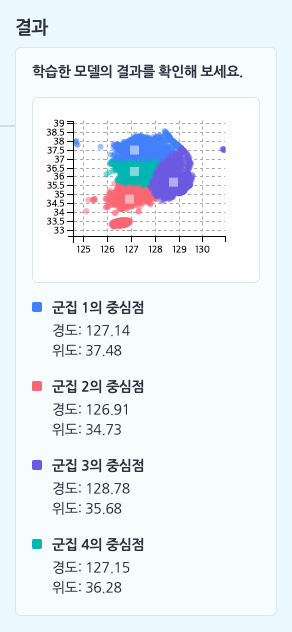 결과
학습한 모델의 결과를 확인해 보세요.
39
38.5
38
37.5
37
36.5
36
35.5
35
34.5
34
33.5
33
125 126 127 128 129 130
군집 1의 중심점
경도: 127.14
위도: 37.48
군집 2의 중심점
경도: 126.91
위도: 34.73
군집 3의 중심점
경도: 128.78
위도: 35.68
군집 4의 중심점
경도: 127.15
위도: 36.28